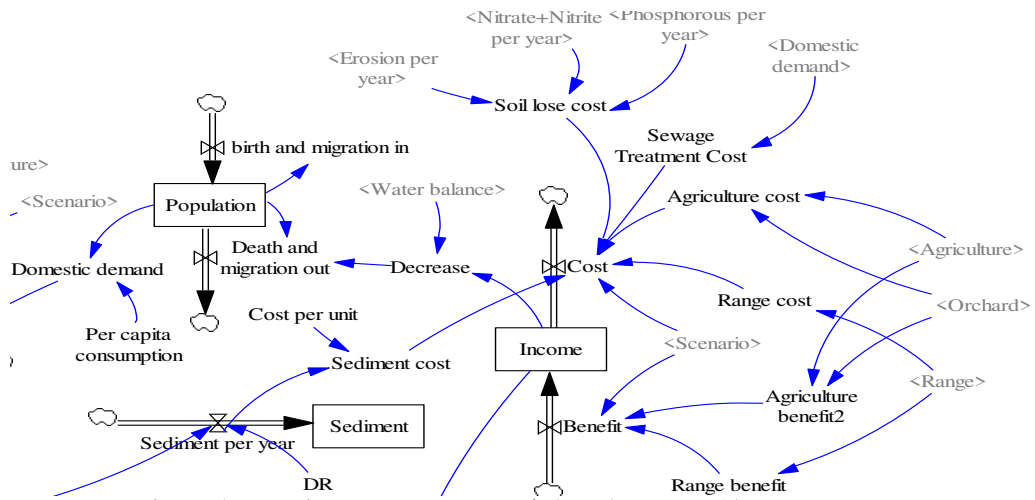 <Nitrate+Nitrite
per year>
<Phosphorous per
year>
<Erosion per
year>
<Domestic
demand>
Soil lose cost
Sewage
Treatment Cost
birth and migration in
<Scenario>
Population
<Water balance>
Agriculture cost
Domestic demand
Death and
migration out
Decrease
Cost
<Agriculture>
Per capita
consumption
Cost per unit
Range cost
<Orchard>
Income
<Scenario>
Sediment cost
<Range>
Agriculture
benefit2
Sediment per year
Sediment
Benefit
DR
Range benefit